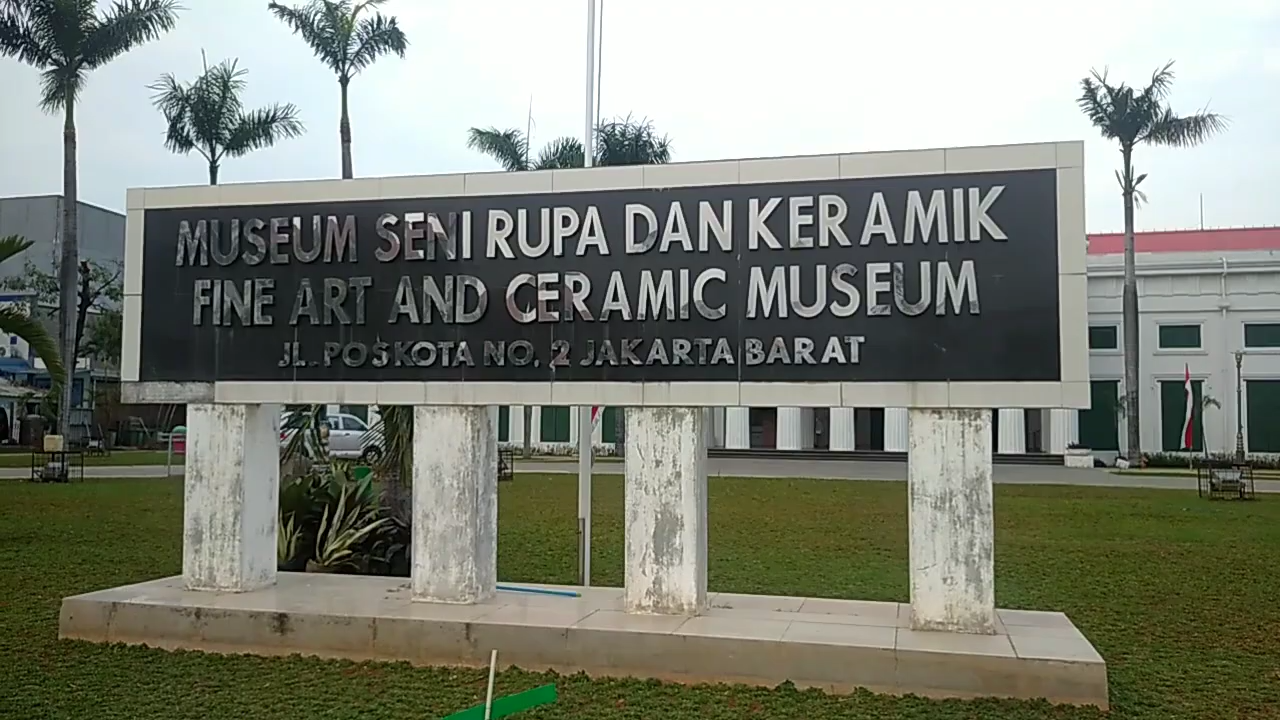 MUSEUM SENI RUPA DAN KERAMIK
FINE ART AND CERAMIC MUSEUM
JL. POSKOTA NO. 2 JAKARTA BARAT